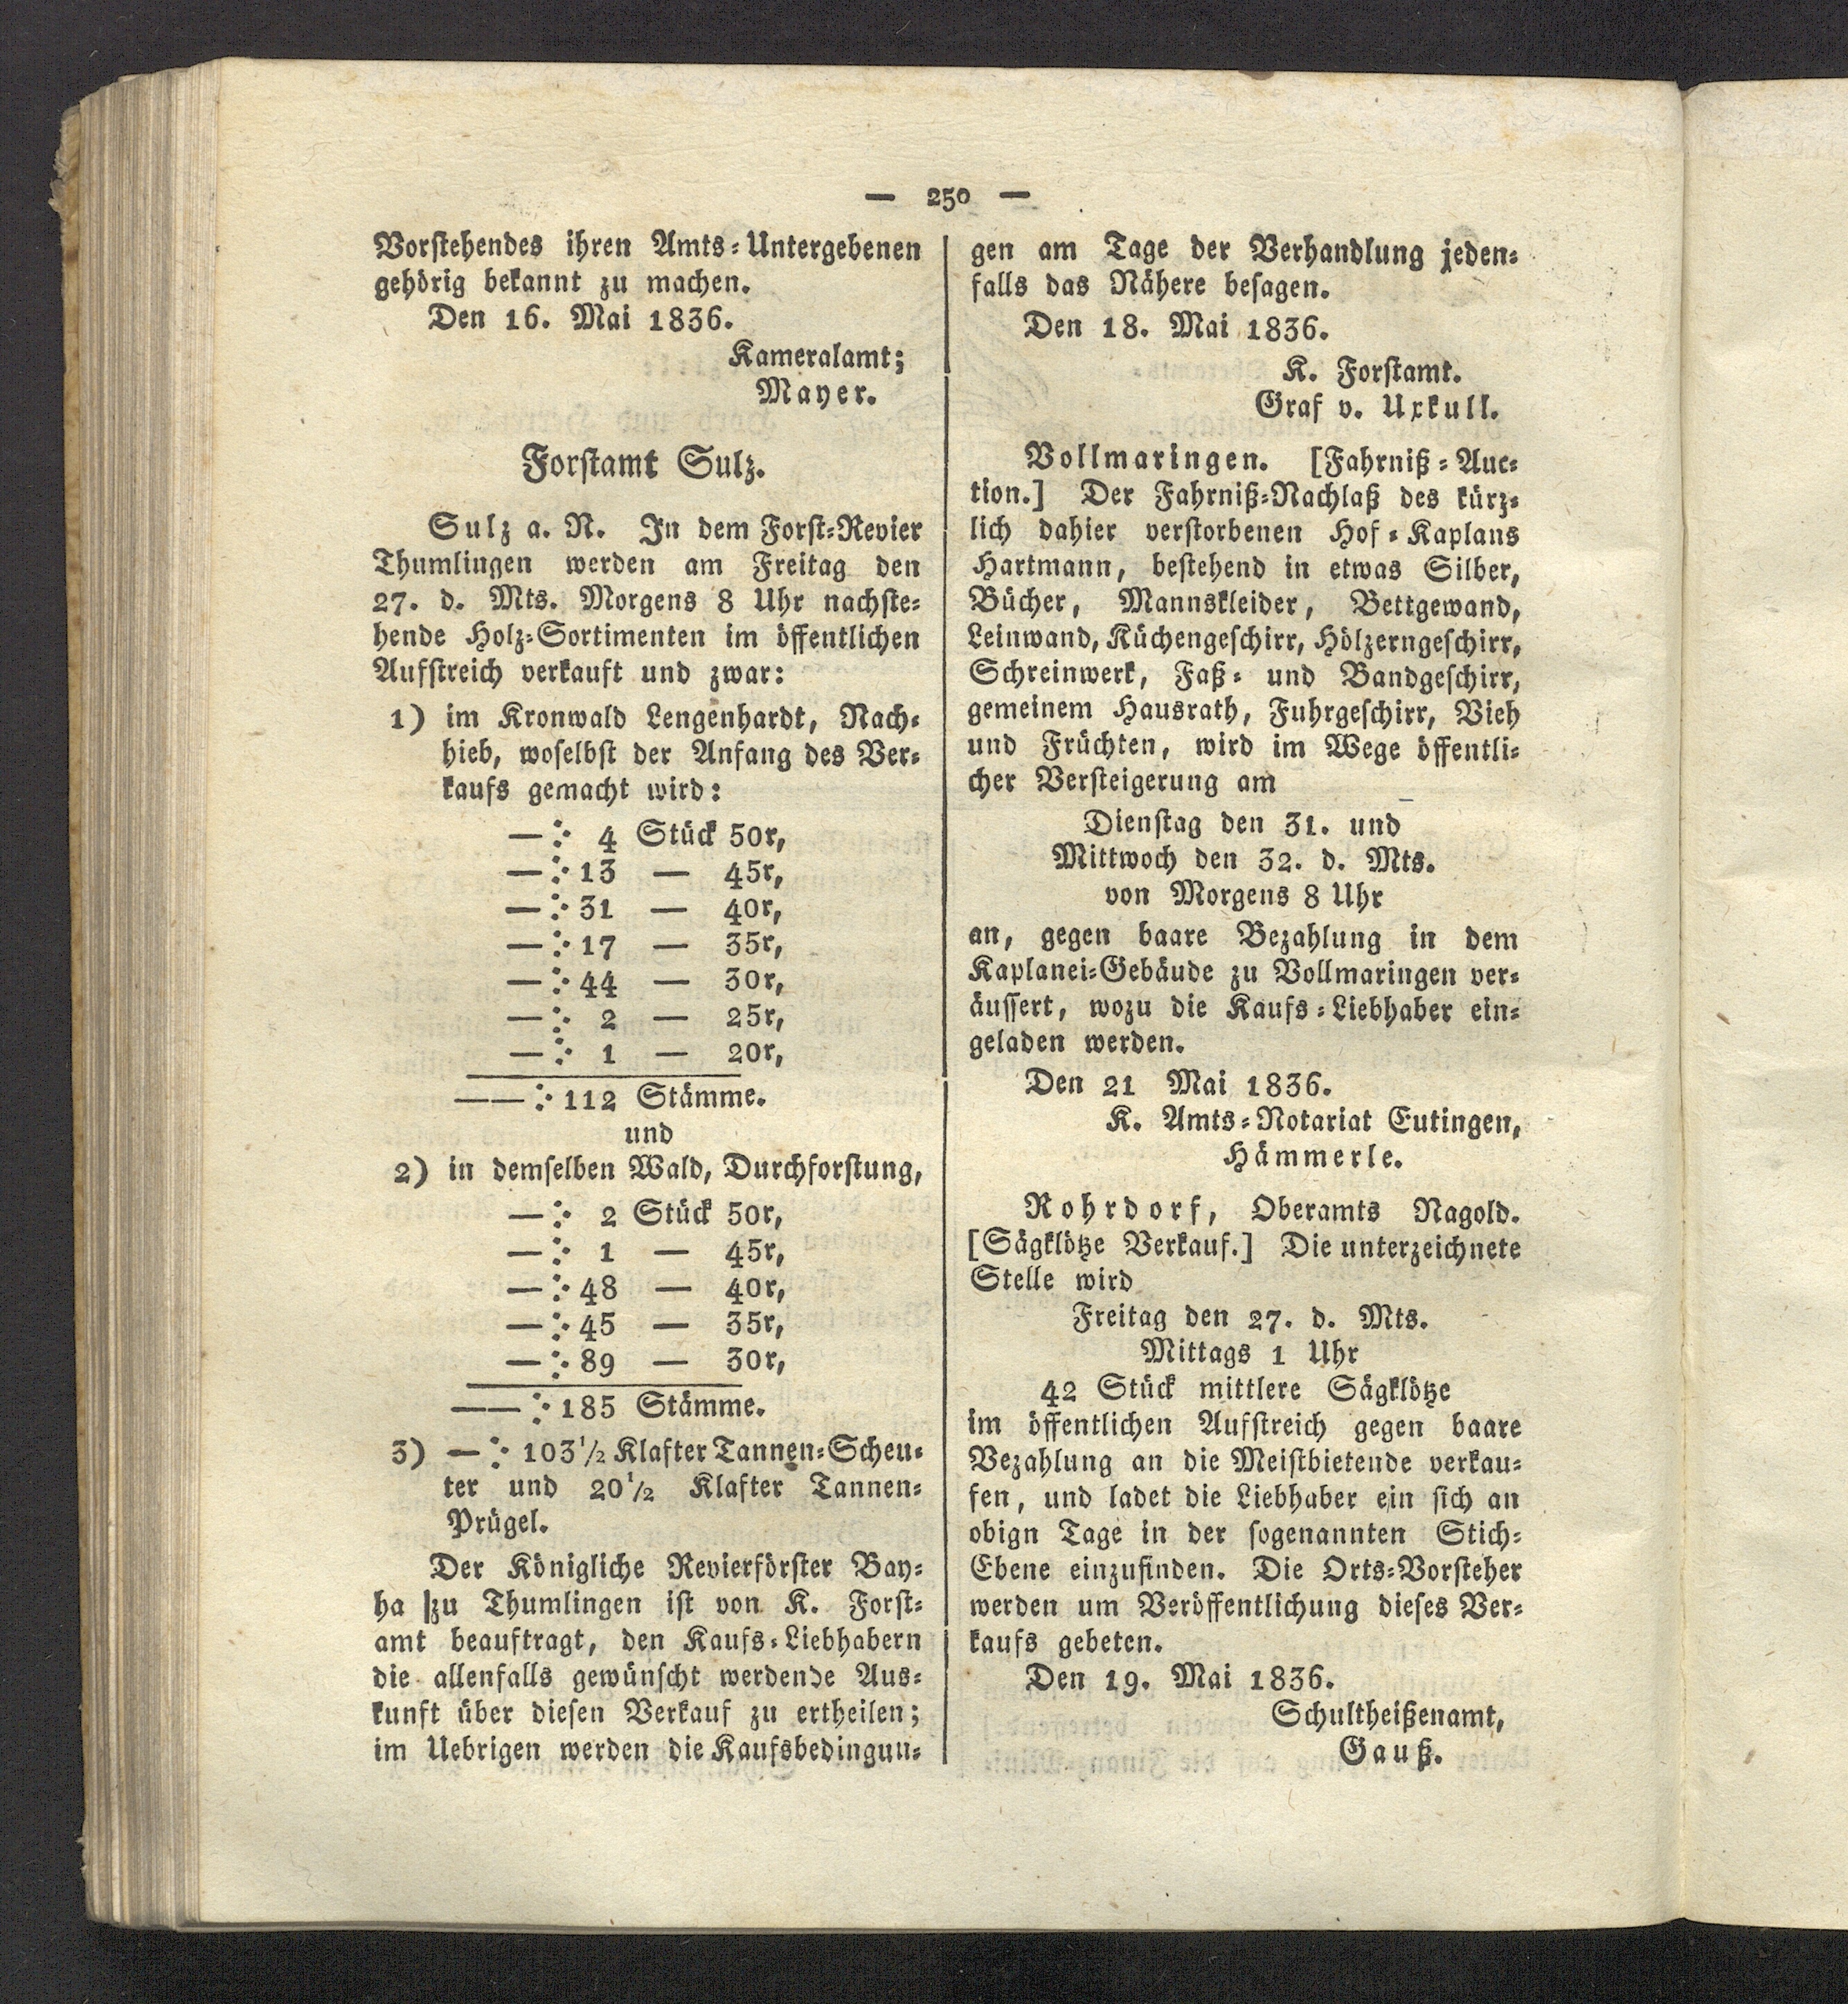 — 250 —
Vorstehendes ihren Amts-Untergebenen
gehörig bekannt zu machen.
Den 16. Mai 1836.
Kameralamt;
Mayer.
Forstamt Sulz.
Sulz a. N. In dem Forst-Revier
Thumlingen werden am Freitag den
27. d. Mts. Morgens 8 Uhr nachste-
hende Holz-Sortimenten im öffentlichen
Aufstreich verkauft und zwar:
1) im Kronwald Lengenhardt, Nach-
hieb, woselbst der Anfang des Ver-
kaufs gemacht wird:
—: 4 Stück 50r,
—: 13 — 45r,
—: 31 — 40r,
—: 17 — 35r,
—: 44 — 30r,
—: 2 — 25r,
—: 1 — 20r,
——: 112 Stämme.
und
2) in demselben Wald, Durchforstung,
—: 2 Stück 50r,
—: 1 — 45r,
—: 48 — 40r,
—: 45 — 35r,
—: 89 — 30r,
——: 185 Stämme.
3) —: 103 1/2 Klafter Tannen-Scheu-
ter und 20 1/2 Klafter Tannen-
Prügel.
Der Königliche Revierförster Bay-
ha zu Thumlingen ist von K. Forst-
amt beauftragt, den Kaufs-Liebhabern
die allenfalls gewünscht werdende Aus-
kunft über diesen Verkauf zu ertheilen;
im Uebrigen werden die Kaufsbedingun-
gen am Tage der Verhandlung jeden-
falls das Nähere besagen.
Den 18. Mai 1836.
K. Forstamt.
Graf v. Uxkull.
Vollmaringen. [Fahrniß-Auc-
tion.] Der Fahrniß-Nachlaß des kürz-
lich dahier verstorbenen Hof-Kaplans
Hartmann, bestehend in etwas Silber,
Bücher, Mannskleider, Bettgewand,
Leinwand, Küchengeschirr, Hölzerngeschirr,
Schreinwerk, Faß- und Bandgeschirr,
gemeinem Hausrath, Fuhrgeschirr, Vieh
und Früchten, wird im Wege öffentli-
cher Versteigerung am
Dienstag den 31. und
Mittwoch den 32. d. Mts.
von Morgens 8 Uhr
an, gegen baare Bezahlung in dem
Kaplanei-Gebäude zu Vollmaringen ver-
äussert, wozu die Kaufs-Liebhaber ein-
geladen werden.
Den 21 Mai 1836.
K. Amts-Notariat Eutingen,
Hämmerle.
Rohrdorf, Oberamts Nagold.
[Sägklötze Verkauf.] Die unterzeichnete
Stelle wird
Freitag den 27. d. Mts.
Mittags 1 Uhr
42 Stück mittlere Sägklötze
im öffentlichen Aufstreich gegen baare
Bezahlung an die Meistbietende verkau-
fen, und ladet die Liebhaber ein sich an
obign Tage in der sogenannten Stich-
Ebene einzufinden. Die Orts-Vorsteher
werden um Veröffentlichung dieses Ver-
kaufs gebeten.
Den 19. Mai 1836.
Schultheißenamt,
Gauß.